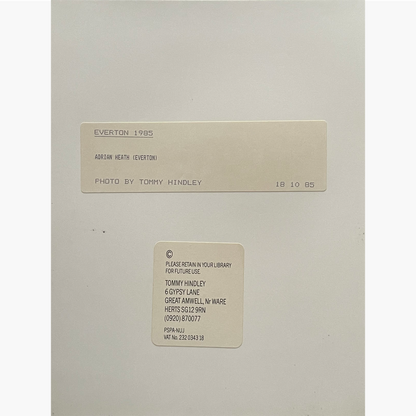 EVERTON 1985
ADRIAN HEATH (EVERTON)
PHOTO BY TOMMY HINDLEY 18 10 85
©
PLEASE RETAIN IN YOUR LIBRARY
FOR FUTURE USE.
TOMMY HINDLEY
6 GYPSY LANE
GREAT AMWELL, Nr WARE
HERTS SG12 9RN
(0920) 870077
PSPA-NUJ
VAT No. 232 0343 18